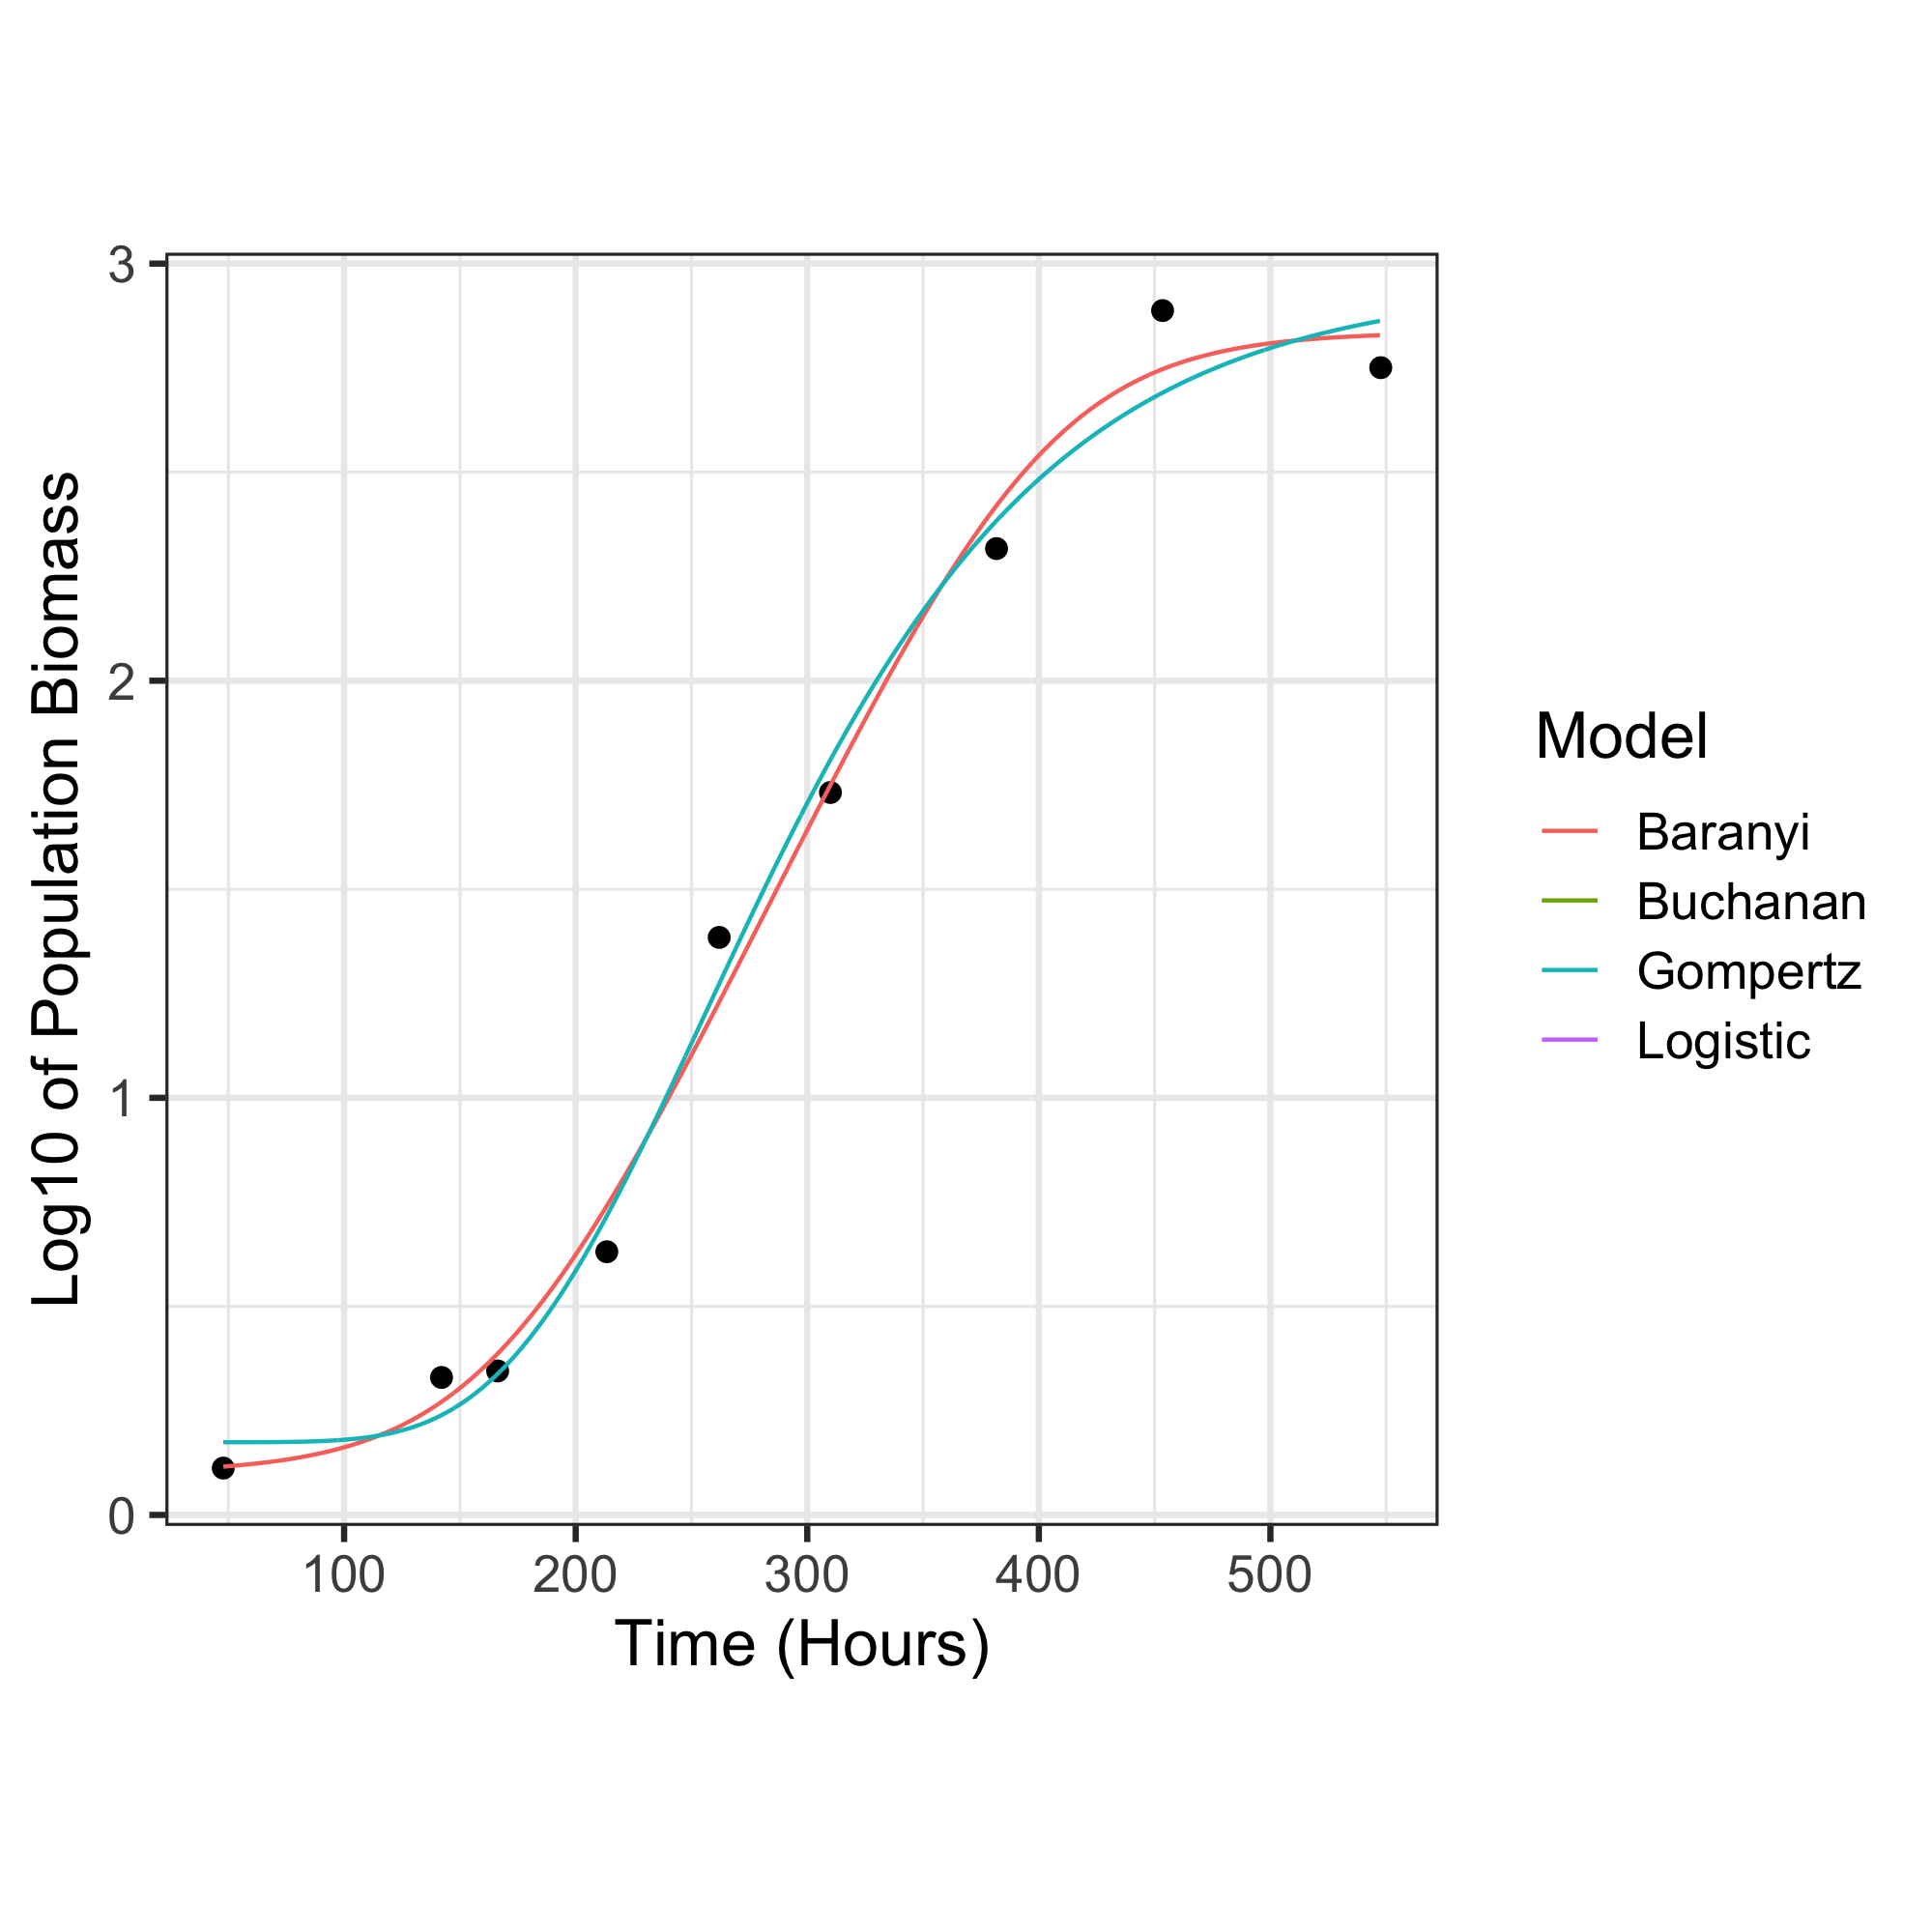 3
2
1
0
Log10 of Population Biomass
100 200 300 400 500
Time (Hours)
Model
Baranyi
Buchanan
Gompertz
Logistic